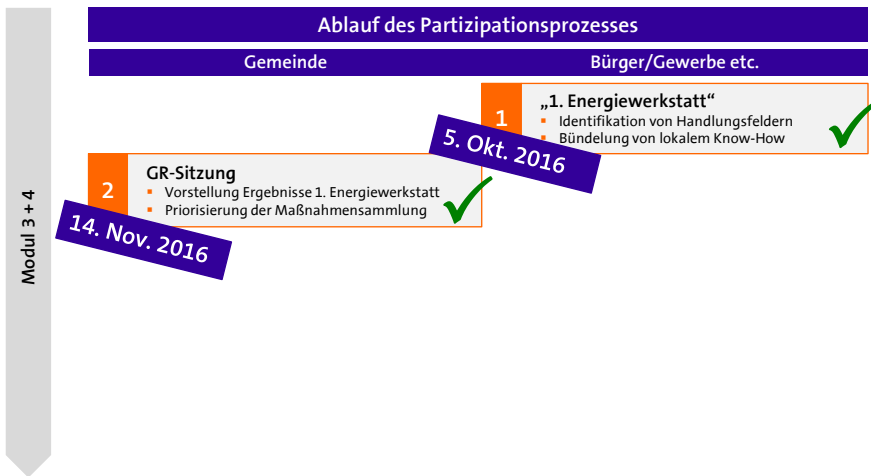 Ablauf des Partizipationsprozesses
Gemeinde
Bürger/Gewerbe etc.
1
„1. Energiewerkstatt“
Identifikation von Handlungsfeldern
Bündelung von lokalem Know-How
5. Okt. 2016
2
GR-Sitzung
Vorstellung Ergebnisse 1. Energiewerkstatt
Priorisierung der Maßnahmensammlung
14. Nov. 2016
Modul 3 + 4